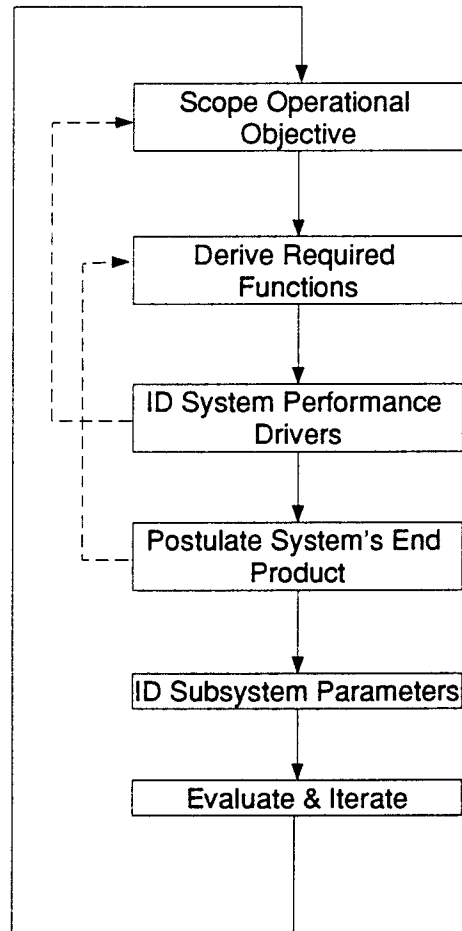 Scope Operational
Objective
Derive Required
Functions
ID System Performance
Drivers
Postulate System's End
Product
ID Subsystem Parameters
Evaluate & Iterate